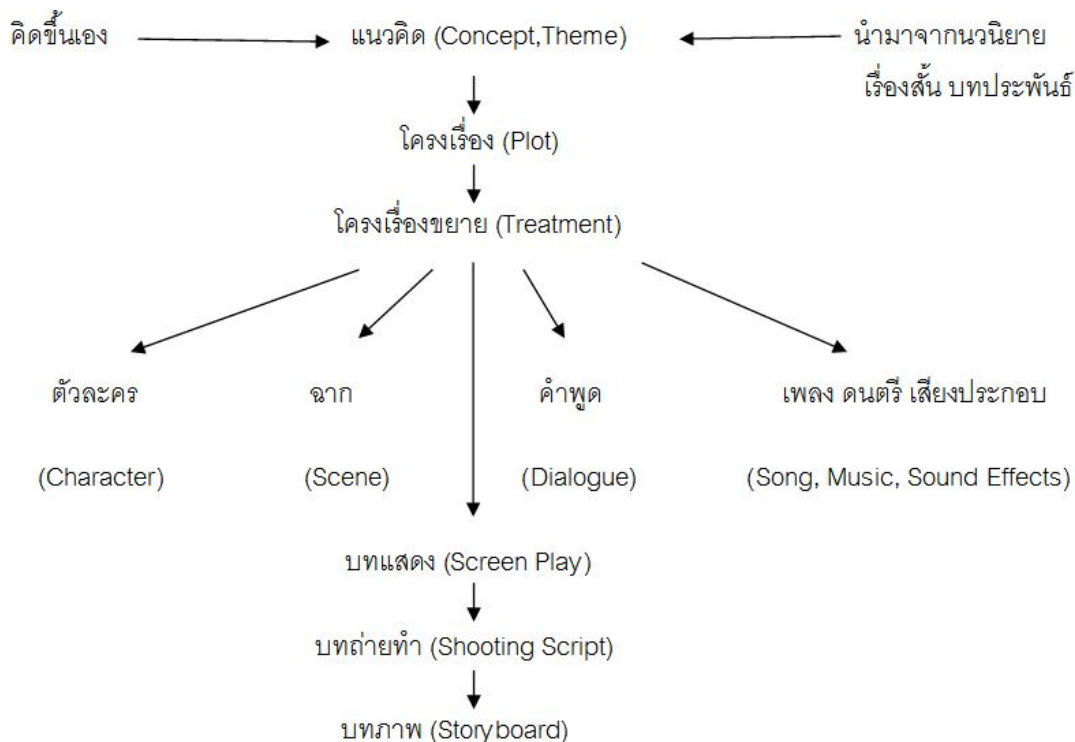 คิดขึ้นเอง
แนวคิด (Concept,Theme)
นำมาจากนวนิยาย
เรื่องสั้น บทประพันธ์
โครงเรื่อง (Plot)
โครงเรื่องขยาย (Treatment)
ตัวละคร
ฉาก
คำพูด
เพลง ดนตรี เสียงประกอบ
(Character)
(Scene)
(Dialogue)
(Song, Music, Sound Effects)
บทแสดง (Screen Play)
บทถ่ายทำ (Shooting Script)
บทภาพ (Storyboard)